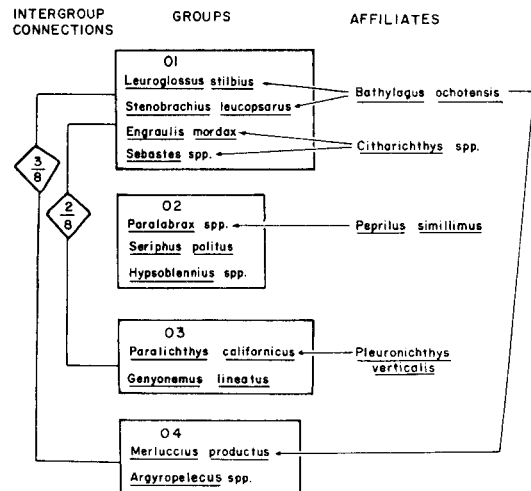 INTERGROUP CONNECTIONS
GROUPS
AFFILIATES
01
Leuroglossus stilbius
Stenobrachius leucopsarus
Engraulis mordax
Sebastes spp.
Bathylagus ochotensis
Citharichthys spp.
3/8
2/8
02
Paralabrax spp.
Seriphus politus
Hypsoblennius spp.
Peprilus simillimus
03
Paralichthys californicus
Genyonemus lineatus
Pleuronichthys
verticalis
04
Merluccius productus
Argyropelecus spp.